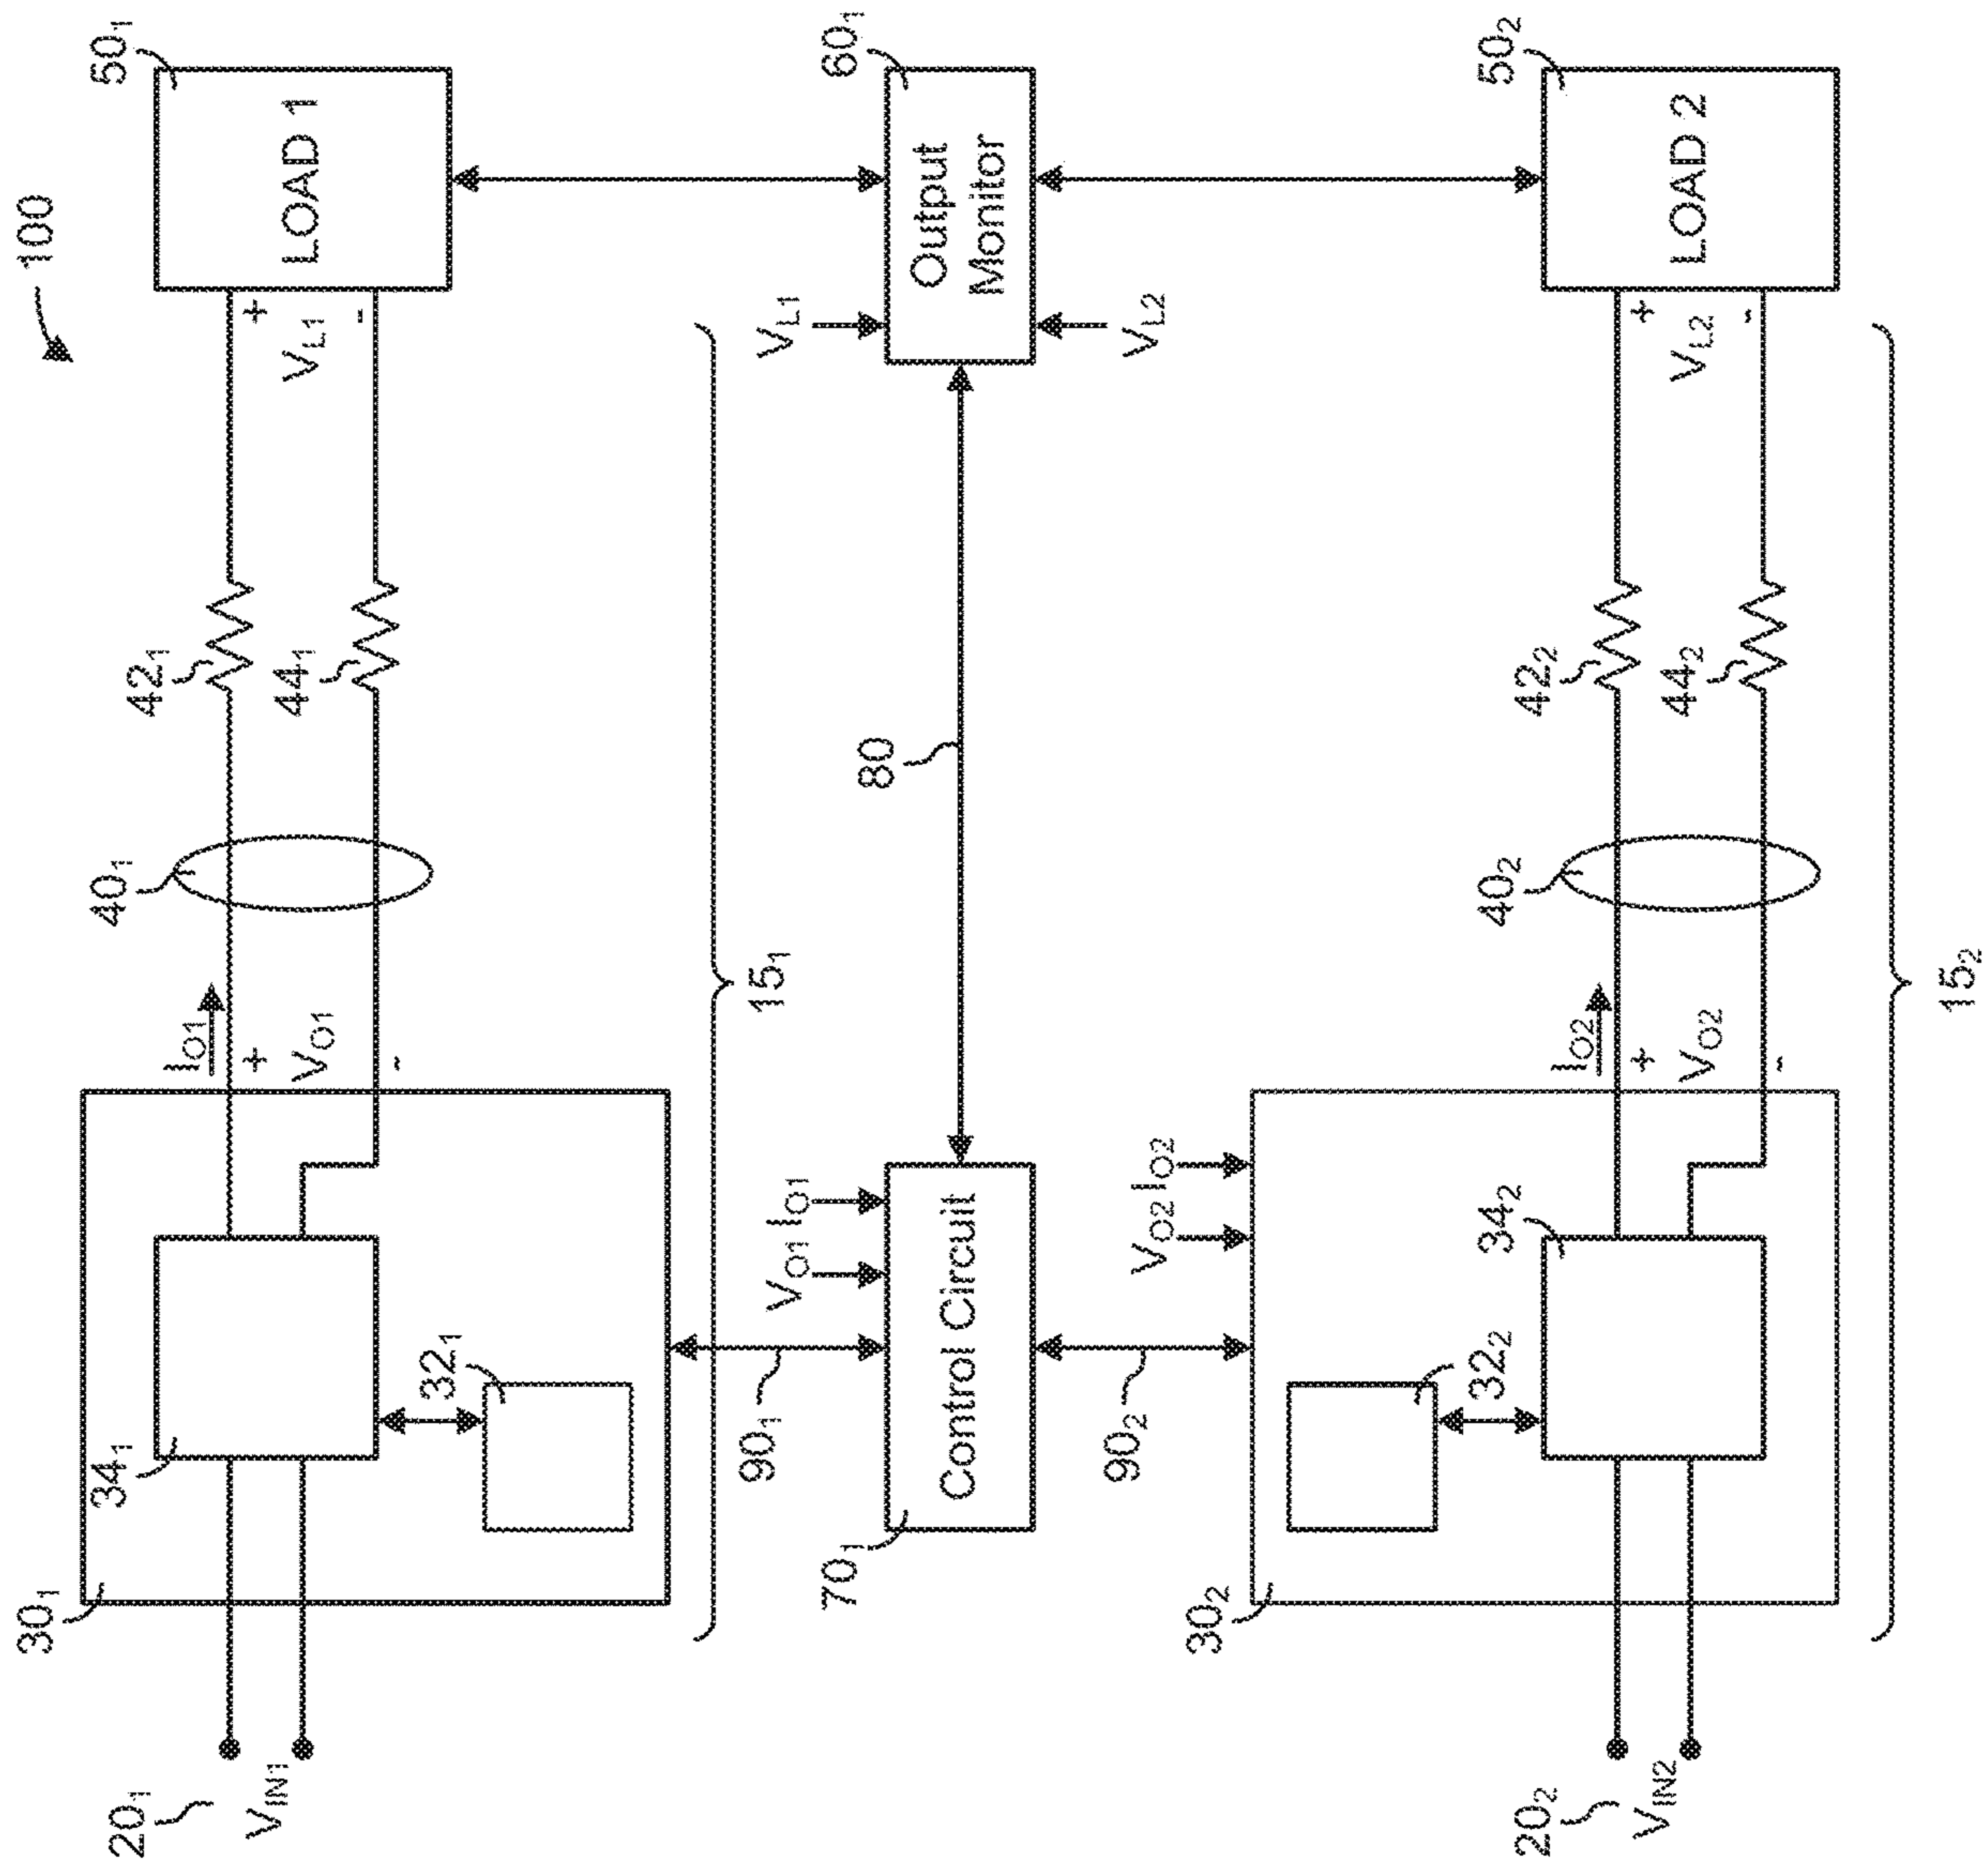 100
20₁
V_IN1
30₁
34₁
32₁
I_O1
+
V_O1
-
40₁
42₁
44₁
+
V_L1
-
50₁
LOAD 1
15₁
90₁
V_O1 I_O1
70₁
Control Circuit
80
V_L1
60₁
Output
Monitor
V_L2
90₂
V_O2 I_O2
20₂
V_IN2
30₂
32₂
34₂
I_O2
+
V_O2
-
40₂
42₂
44₂
+
V_L2
-
50₂
LOAD 2
15₂